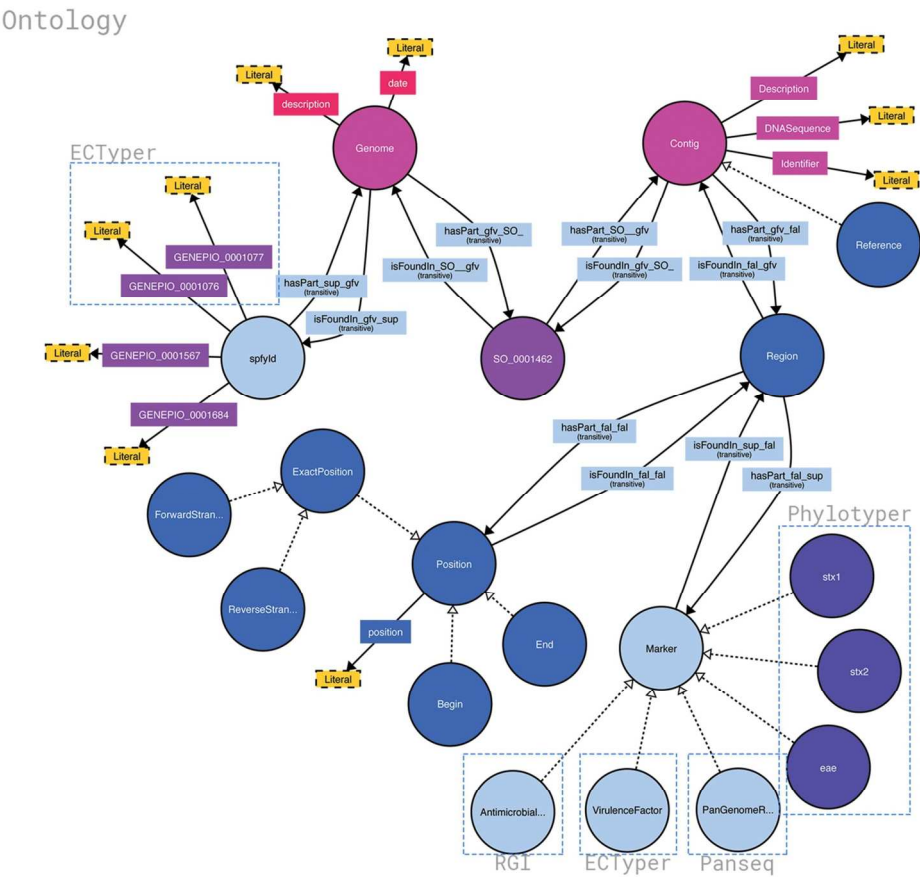 Ontology
Literal
Literal
Literal
date
description
Description
Literal
DNASequence
Genome
Contig
ECTyper
Identifier
Literal
Literal
Literal
hasPart_gfv_SO_
(transitive)
hasPart_SO__gfv
(transitive)
hasPart_gfv_fal
(transitive)
Reference
GENEPIO_0001077
isFoundIn_SO__gfv
(transitive)
isFoundIn_gfv_SO_
(transitive)
isFoundIn_fal_gfv
(transitive)
GENEPIO_0001076
hasPart_sup_gfv
(transitive)
isFoundIn_gfv_sup
(transitive)
Literal
GENEPIO_0001567
spfyId
SO_0001462
Region
GENEPIO_0001684
Literal
hasPart_fal_fal
(transitive)
isFoundIn_sup_fal
(transitive)
ExactPosition
isFoundIn_fal_fal
(transitive)
hasPart_fal_sup
(transitive)
ForwardStran...
Phylotyper
Position
stx1
ReverseStran...
position
End
Marker
stx2
Literal
Begin
eae
Antimicrobial...
VirulenceFactor
PanGenomeR...
RGI
ECTyper
Panseq